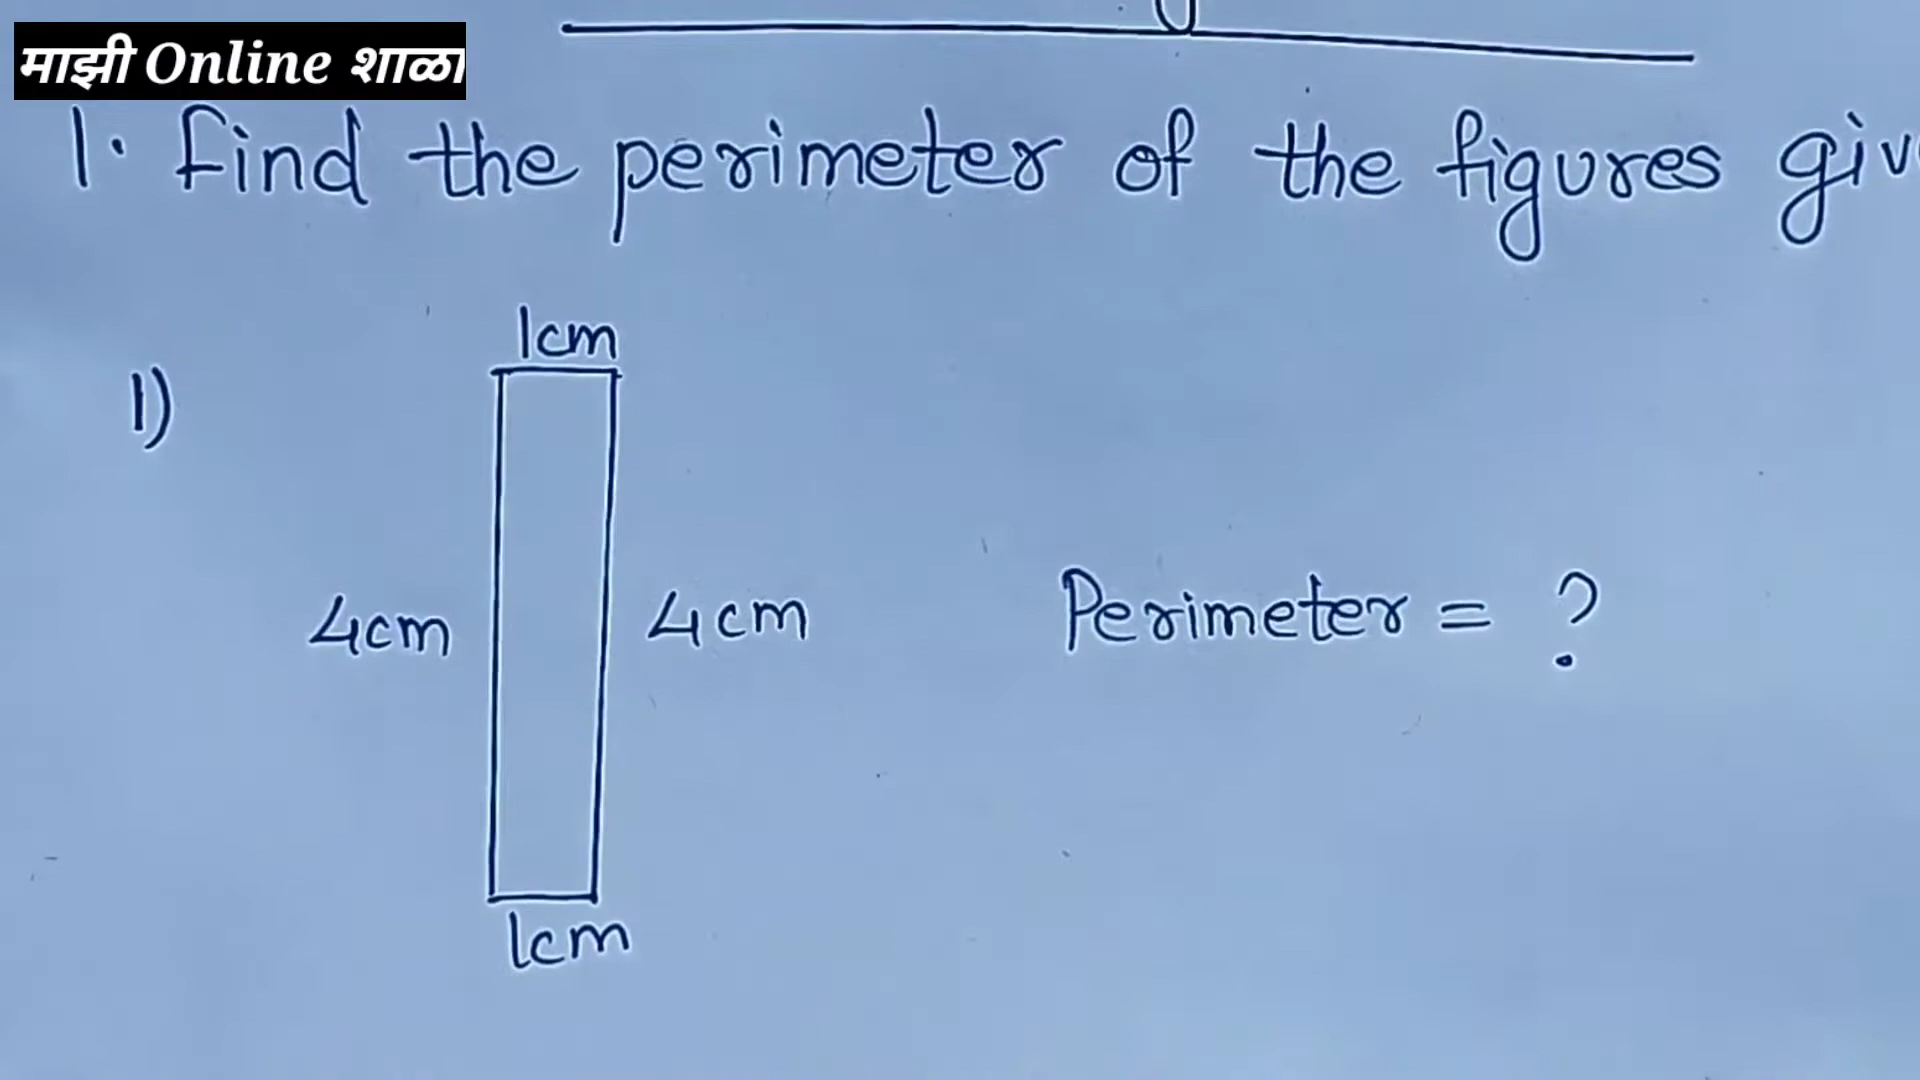 माझी Online शाळा
1. Find the perimeter of the figures
1cm
1)
4cm
4cm
Perimeter = ?
1cm